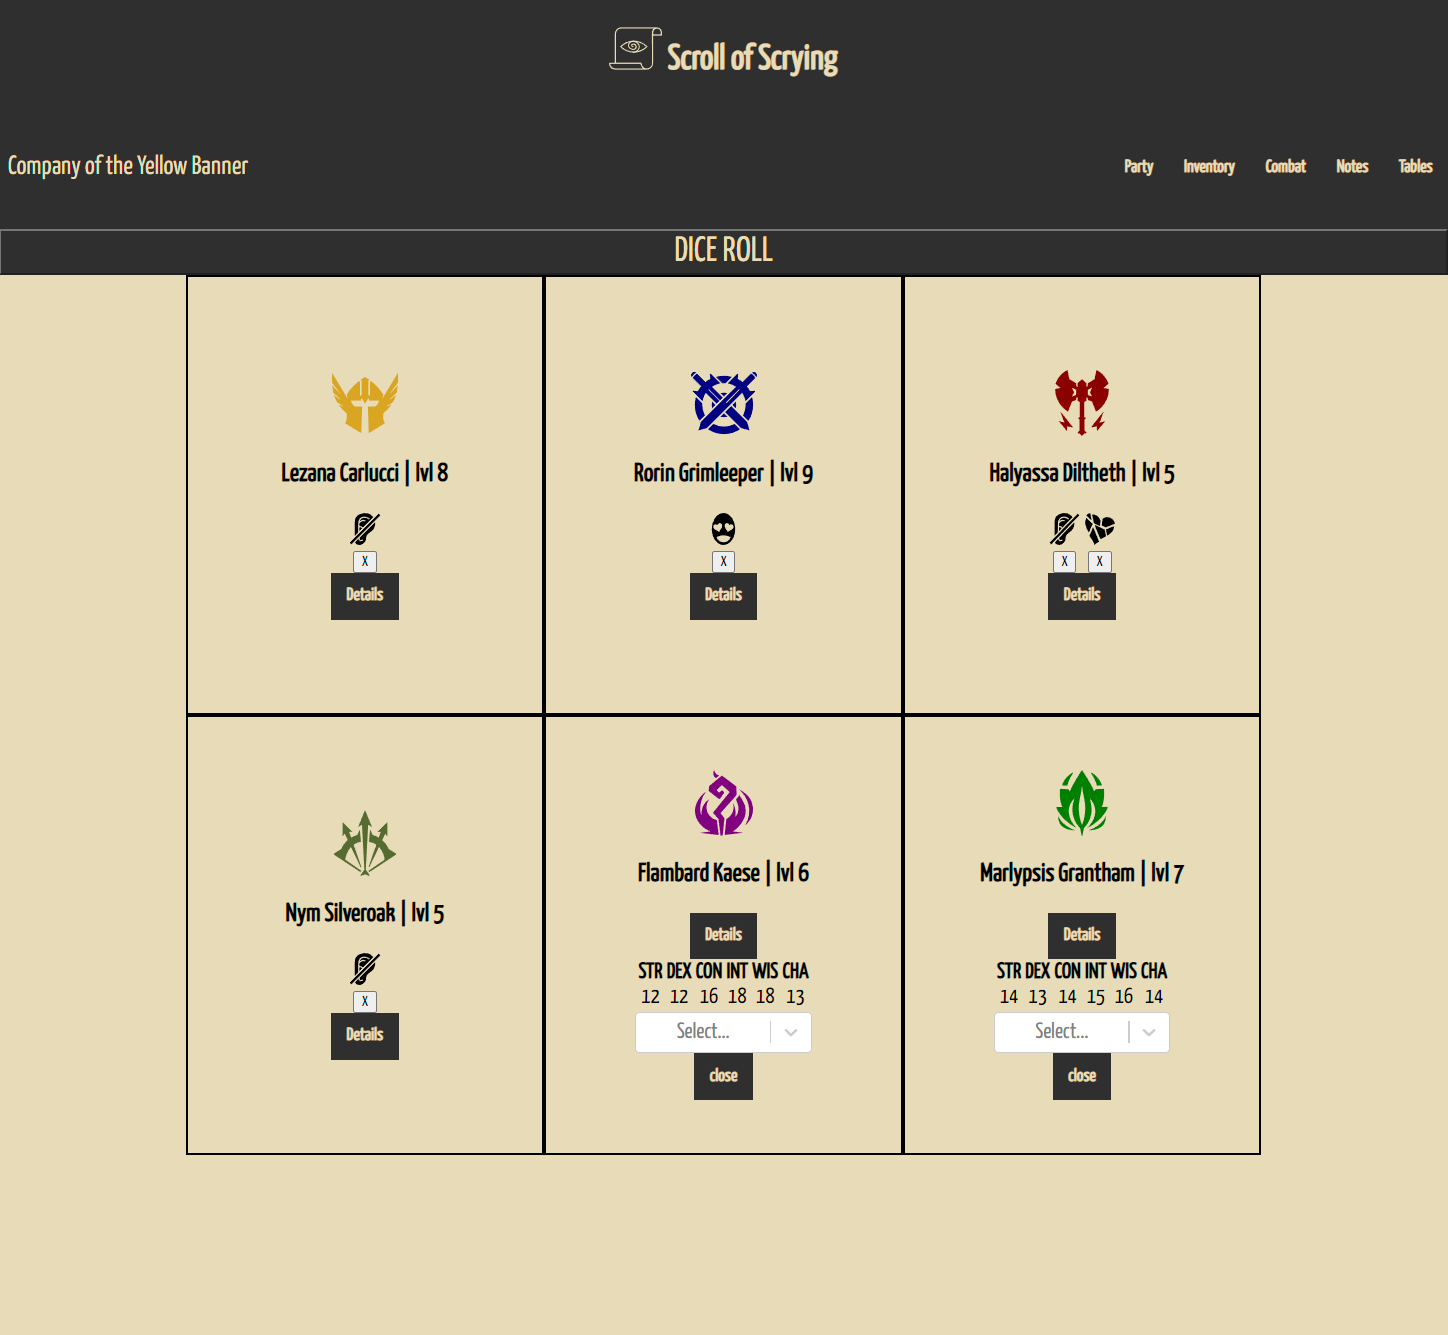 Scroll of Scrying
Company of the Yellow Banner
Party Inventory Combat Notes Tables
DICE ROLL
Lezana Carlucci | lvl 8
X
Details
Rorin Grimleeper | lvl 9
X
Details
Halyassa Diltheth | lvl 5
X X
Details
Nym Silveroak | lvl 5
X
Details
Flambard Kaese | lvl 6
Details
STR DEX CON INT WIS CHA
12 12 16 18 18 13
Select...
close
Marlypsis Grantham | lvl 7
Details
STR DEX CON INT WIS CHA
14 13 14 15 16 14
Select...
close